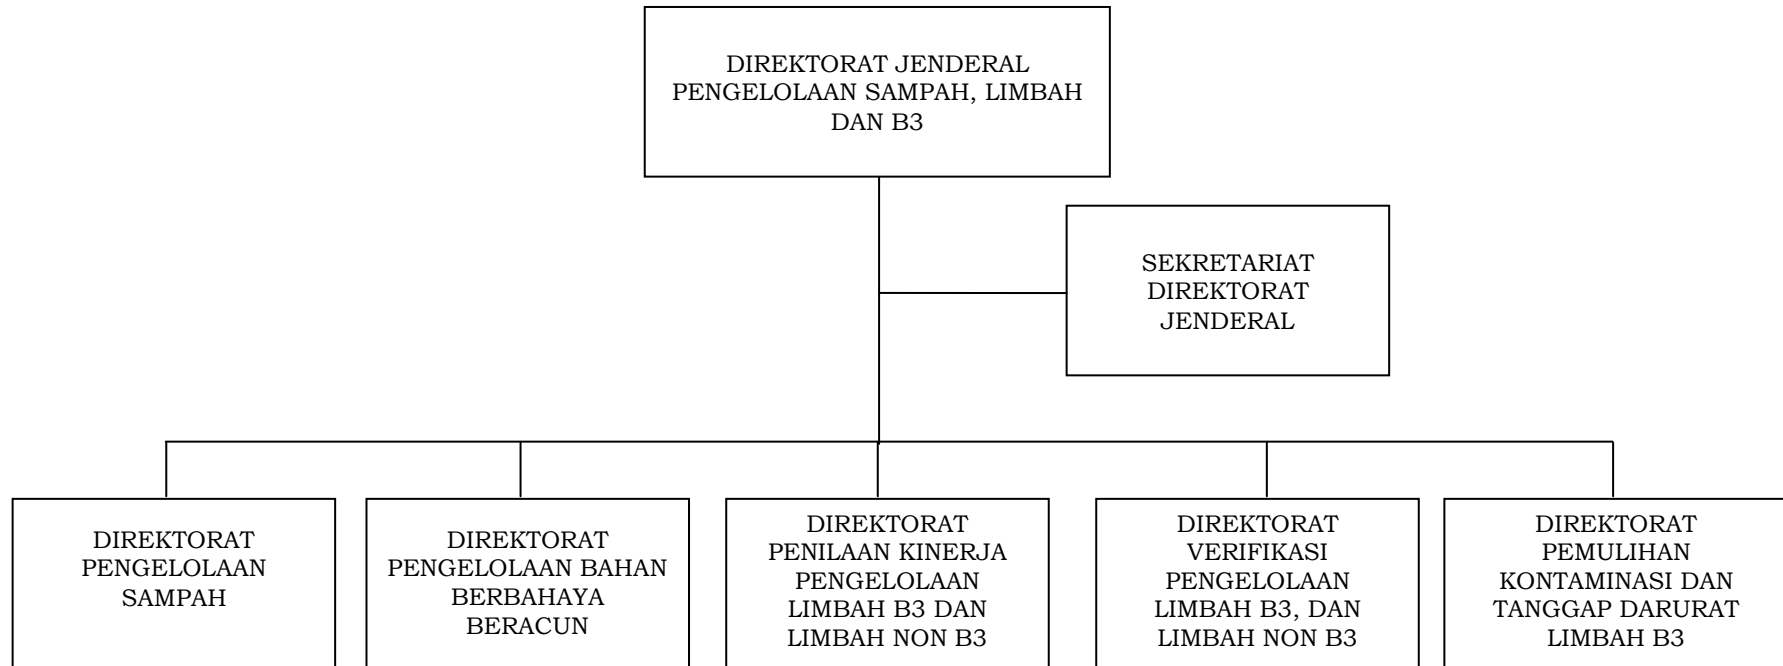 DIREKTORAT JENDERAL
PENGELOLAAN SAMPAH, LIMBAH
DAN B3
SEKRETARIAT
DIREKTORAT
JENDERAL
DIREKTORAT
PENGELOLAAN
SAMPAH
DIREKTORAT
PENGELOLAAN BAHAN
BERBAHAYA
BERACUN
DIREKTORAT
PENILAAN KINERJA
PENGELOLAAN
LIMBAH B3 DAN
LIMBAH NON B3
DIREKTORAT
VERIFIKASI
PENGELOLAAN
LIMBAH B3, DAN
LIMBAH NON B3
DIREKTORAT
PEMULIHAN
KONTAMINASI DAN
TANGGAP DARURAT
LIMBAH B3